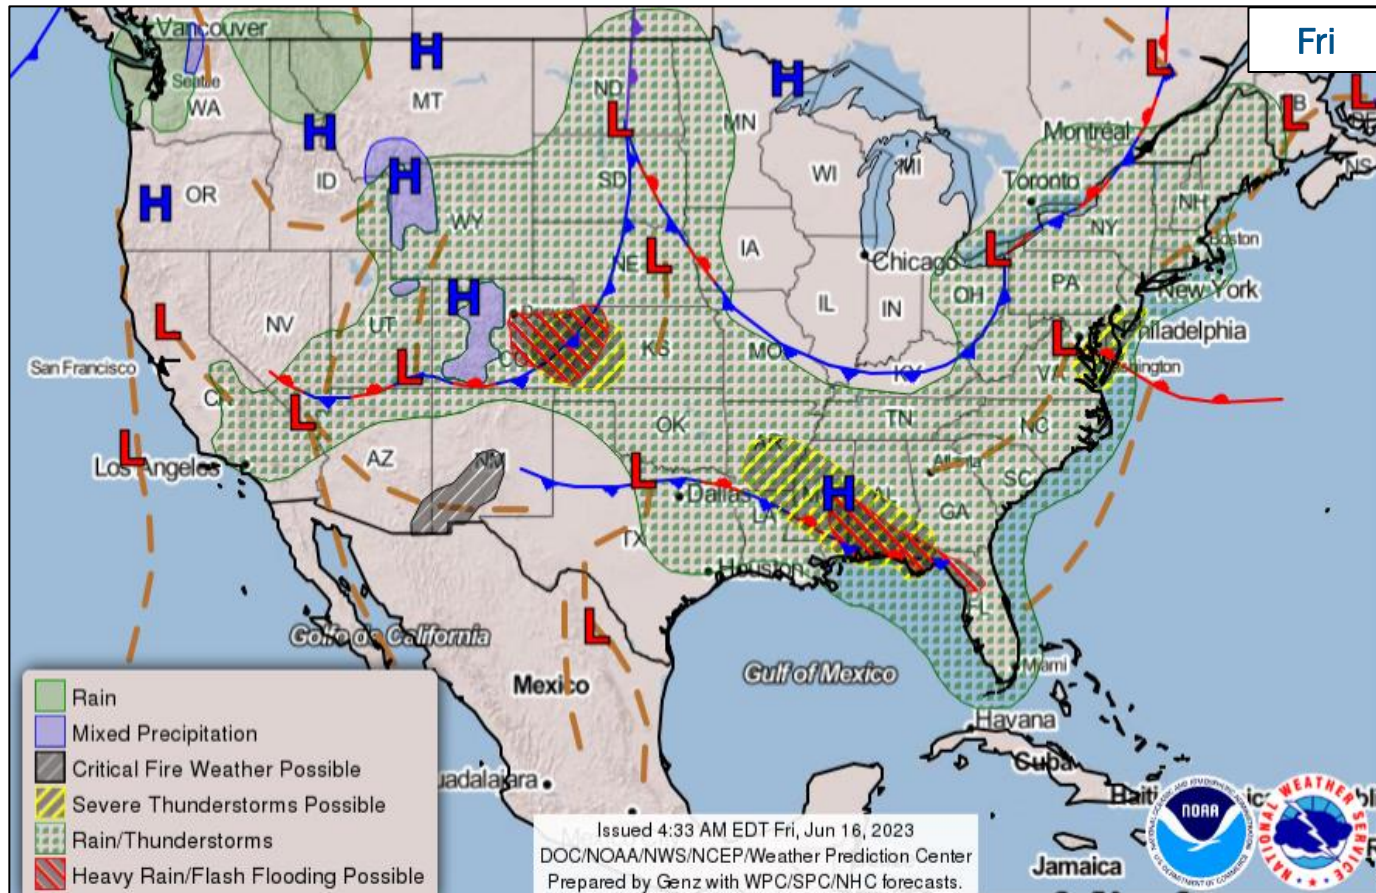 Fri
Vancouver
Seattle
WA
MT
ND
MN
Montréal
OR
ID
SD
WI
MI
Toronto
NS
WY
NY
NH
Boston
NE
IA
Chicago
OH
PA
New York
NV
UT
IL
IN
CO
KS
MO
KY
VA
Philadelphia
Washington
San Francisco
CA
OK
TN
NC
Los Angeles
AZ
NM
AR
Atlanta
SC
Dallas
LA
AL
GA
TX
Houston
FL
Golfo de California
Miami
Mexico
Gulf of Mexico
Havana
Cuba
uadalajara
Jamaica
H
H
H
H
H
H
H
L
L
L
L
L
L
L
L
L
L
L
L
L
Rain
Mixed Precipitation
Critical Fire Weather Possible
Severe Thunderstorms Possible
Rain/Thunderstorms
Heavy Rain/Flash Flooding Possible
Issued 4:33 AM EDT Fri, Jun 16, 2023
DOC/NOAA/NWS/NCEP/Weather Prediction Center
Prepared by Genz with WPC/SPC/NHC forecasts.
NOAA
NATIONAL WEATHER SERVICE